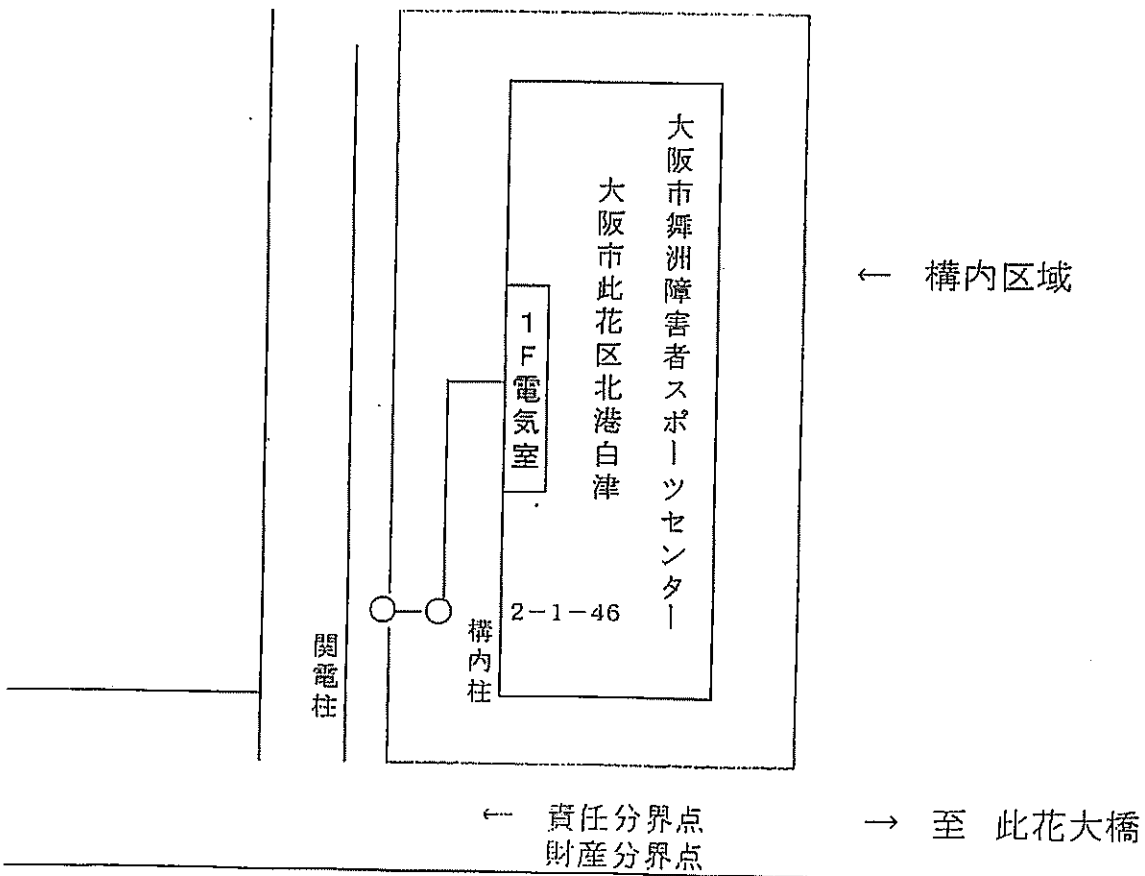 大阪市舞洲障害者スポーツセンター
大阪市此花区北港白津
2-1-46
1F電気室
← 構内区域
関電柱
構内柱
← 責任分界点
財産分界点
→ 至 此花大橋